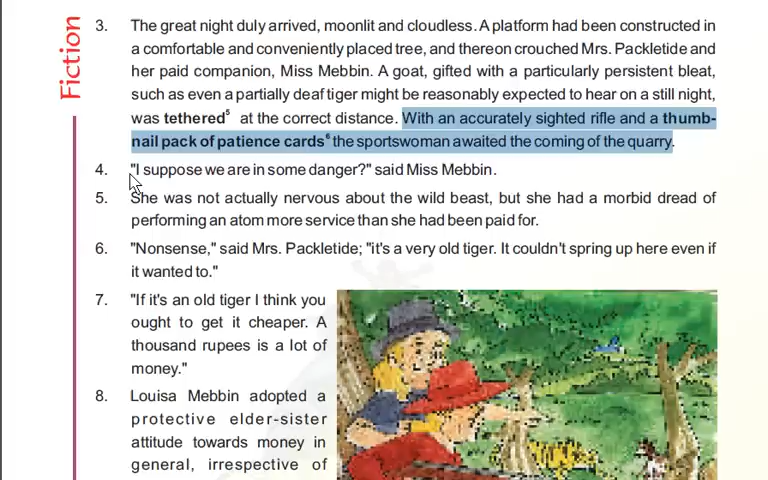 Fiction
3. The great night duly arrived, moonlit and cloudless. A platform had been constructed in
a comfortable and conveniently placed tree, and thereon crouched Mrs. Packletide and
her paid companion, Miss Mebbin. A goat, gifted with a particularly persistent bleat,
such as even a partially deaf tiger might be reasonably expected to hear on a still night,
was tethered5 at the correct distance. With an accurately sighted rifle and a thumb-
nail pack of patience cards6 the sportswoman awaited the coming of the quarry.
4. "I suppose we are in some danger?" said Miss Mebbin.
5. She was not actually nervous about the wild beast, but she had a morbid dread of
performing an atom more service than she had been paid for.
6. "Nonsense," said Mrs. Packletide; "it's a very old tiger. It couldn't spring up here even if
it wanted to."
7. "If it's an old tiger I think you
ought to get it cheaper. A
thousand rupees is a lot of
money."
8. Louisa Mebbin adopted a
protective elder-sister
attitude towards money in
general, irrespective of